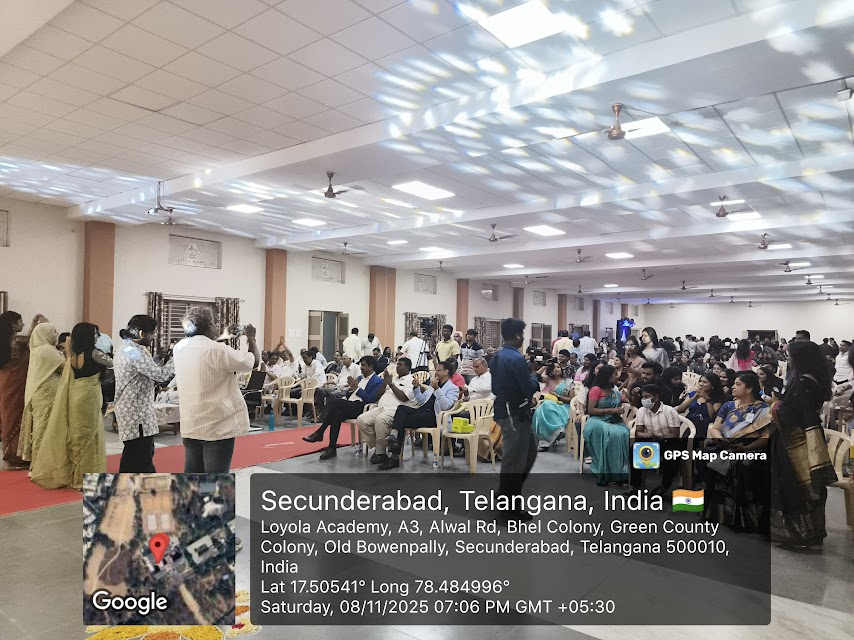 GPS Map Camera
Secunderabad, Telangana, India 🇮🇳
Loyola Academy, A3, Alwal Rd, Bhel Colony, Green County
Colony, Old Bowenpally, Secunderabad, Telangana 500010,
India
Lat 17.50541° Long 78.484996°
Saturday, 08/11/2025 07:06 PM GMT +05:30
Google